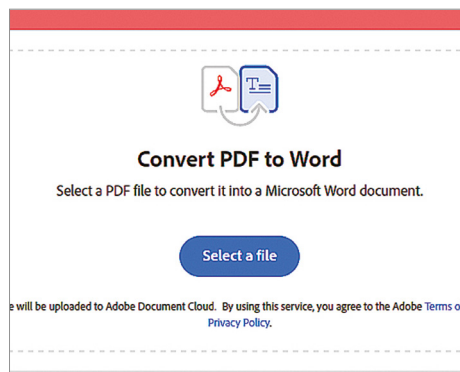 Convert PDF to Word
Select a PDF file to convert it into a Microsoft Word document.
Select a file
will be uploaded to Adobe Document Cloud. By using this service, you agree to the Adobe Terms
Privacy Policy.